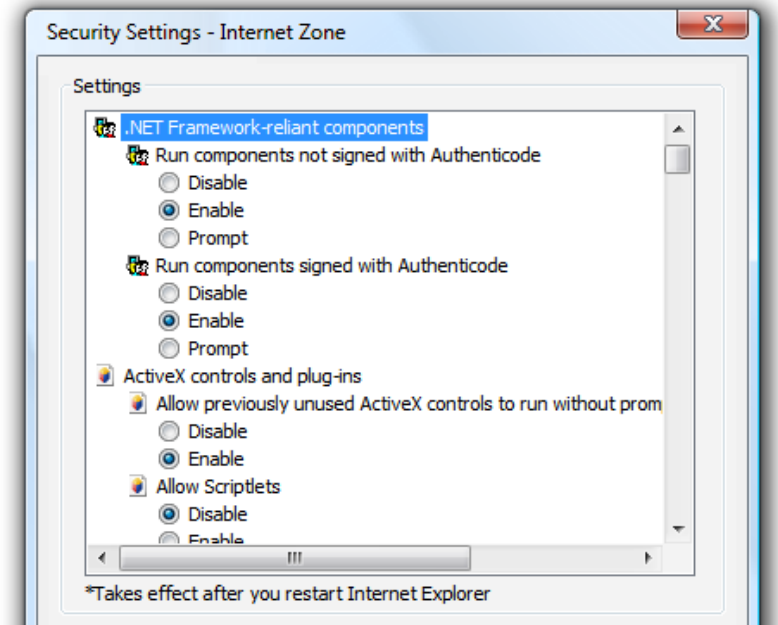 Security Settings - Internet Zone
Settings
.NET Framework-reliant components
Run components not signed with Authenticode
Disable
Enable
Prompt
Run components signed with Authenticode
Disable
Enable
Prompt
ActiveX controls and plug-ins
Allow previously unused ActiveX controls to run without prom
Disable
Enable
Allow Scriptlets
Disable
Enable
*Takes effect after you restart Internet Explorer